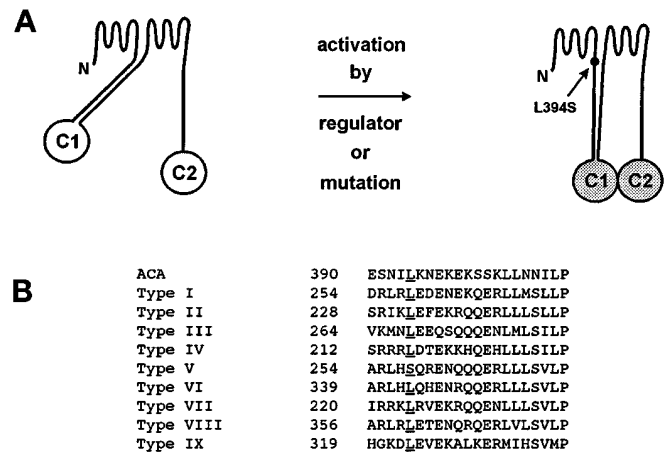 A
N
C1
C2
activation
by
regulator
or
mutation
N
L394S
C1
C2
B
ACA 390 ESNILKNEKEKSSKLLNNILP
Type I 254 DRLRLEDENEKQERLLMSLLP
Type II 228 SRIKLEFEKRQQERLLLSLLP
Type III 264 VKMNLEEQSQQQENLMLSILP
Type IV 212 SRRRLDTEKKHQEHLLLSILP
Type V 254 ARLHSQRENQQQERLLLSVLP
Type VI 339 ARLHLQHENRQQERLLLSVLP
Type VII 220 IRRKLRVEKRQQENLLLSVLP
Type VIII 356 ARLRLETENQRQERLVLSVLP
Type IX 319 HGKDLEVEKALKERMIHSVMP